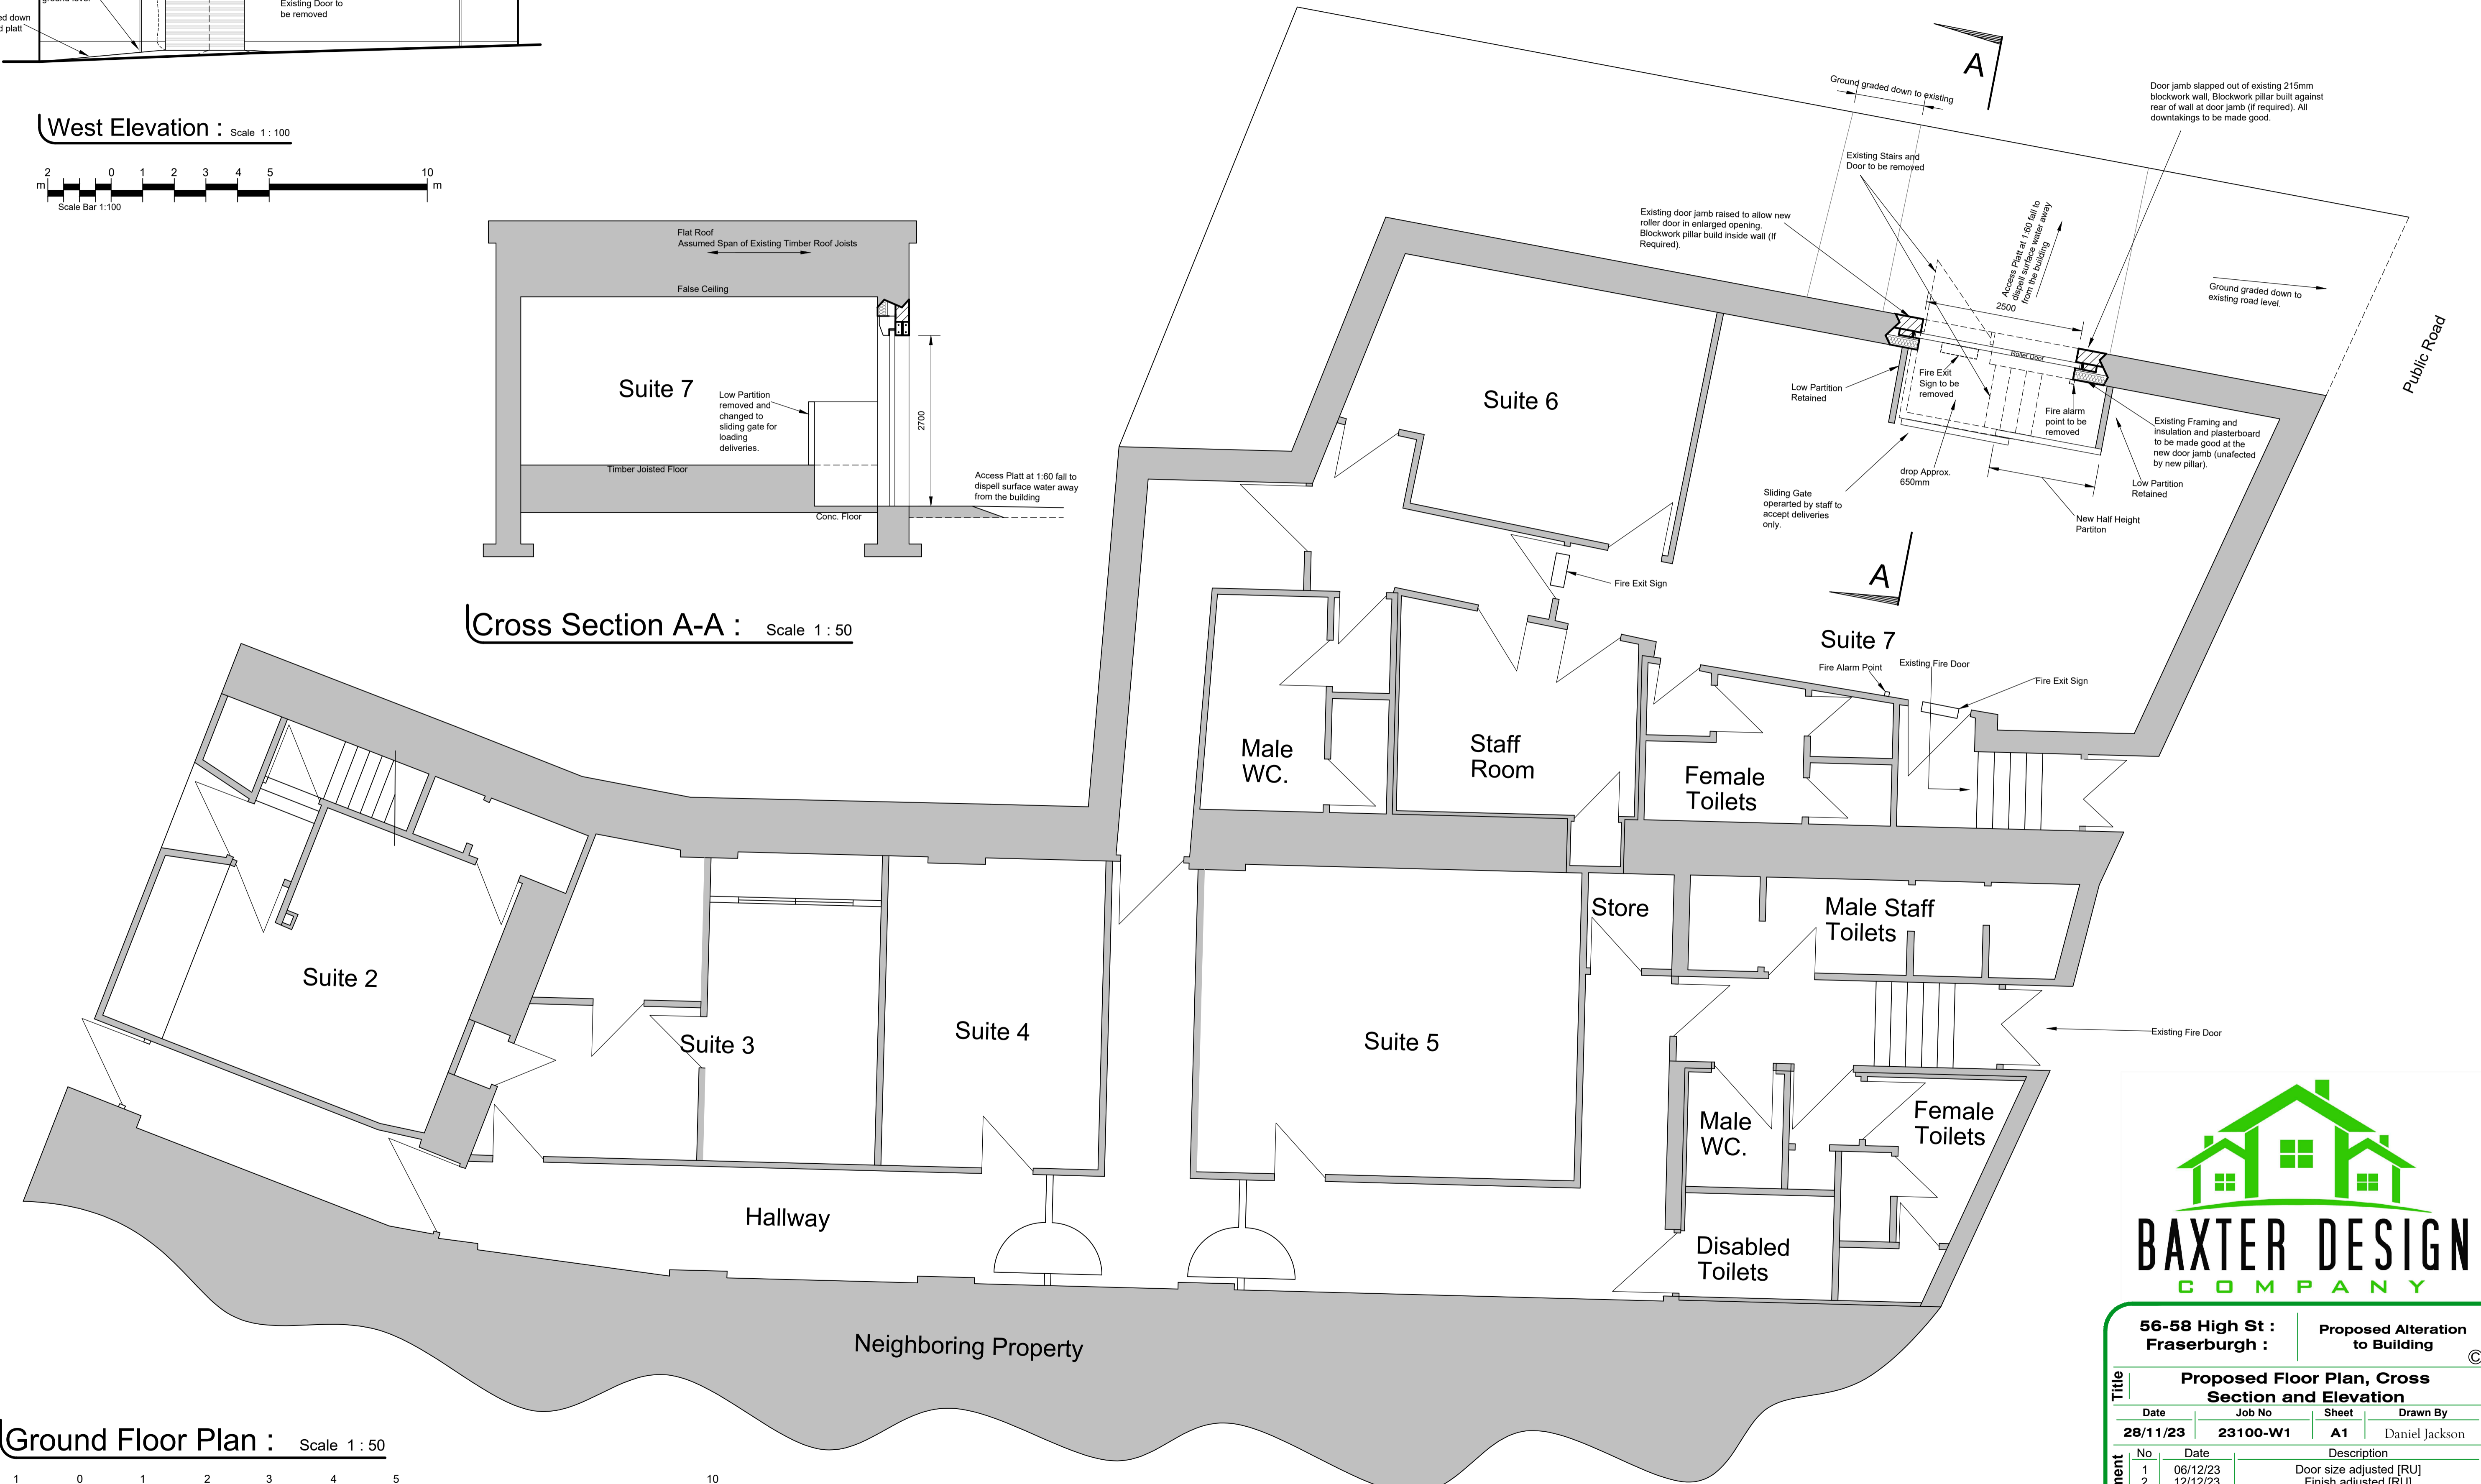 ground level
Existing Door to
be removed
ed down
d platt
West Elevation : Scale 1 : 100
2 0 1 2 3 4 5 10
m m
Scale Bar 1:100
Flat Roof
Assumed Span of Existing Timber Roof Joists
False Ceiling
Suite 7
Low Partition
removed and
changed to
sliding gate for
loading
deliveries.
2700
Timber Joisted Floor
Conc. Floor
Access Platt at 1:60 fall to
dispell surface water away
from the building
Cross Section A-A : Scale 1 : 50
A
Ground graded down to existing
Door jamb slapped out of existing 215mm
blockwork wall, Blockwork pillar built against
rear of wall at door jamb (if required). All
downtakings to be made good.
Existing Stairs and
Door to be removed
Existing door jamb raised to allow new
roller door in enlarged opening.
Blockwork pillar build inside wall (If
Required).
Access Platt at 1:60 fall to
dispell surface water away
from the building
2500
Ground graded down to
existing road level.
Public Road
Roller Door
Suite 6
Low Partition
Retained
Fire Exit
Sign to be
removed
Fire alarm
point to be
removed
Existing Framing and
insulation and plasterboard
to be made good at the
new door jamb (unafected
by new pillar).
drop Approx.
650mm
Low Partition
Retained
Sliding Gate
operarted by staff to
accept deliveries
only.
New Half Height
Partiton
A
Fire Exit Sign
Suite 7
Fire Alarm Point
Existing Fire Door
Fire Exit Sign
Male
WC.
Staff
Room
Female
Toilets
Store
Male Staff
Toilets
Suite 2
Suite 3
Suite 4
Suite 5
Existing Fire Door
Male
WC.
Female
Toilets
Hallway
Disabled
Toilets
Neighboring Property
Ground Floor Plan : Scale 1 : 50
1 0 1 2 3 4 5 10
BAXTER DESIGN
COMPANY
56-58 High St :
Fraserburgh :
Proposed Alteration
to Building
©
Title
Proposed Floor Plan, Cross
Section and Elevation
Date Job No Sheet Drawn By
28/11/23 23100-W1 A1 Daniel Jackson
ment
No Date Description
1 06/12/23 Door size adjusted [RU]
2 12/12/23 Finish adjusted [RU]